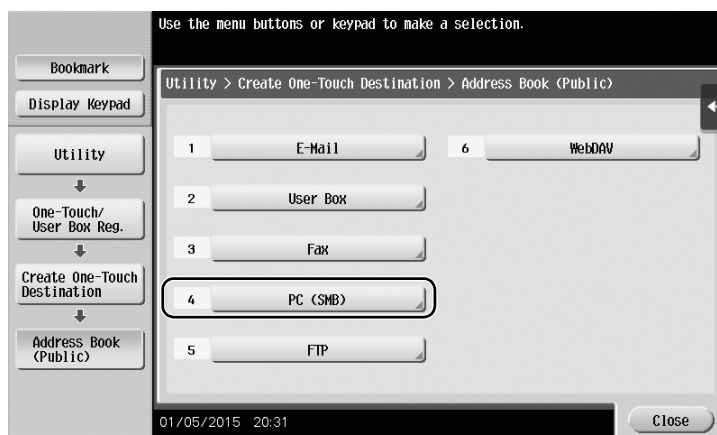 Use the menu buttons or keypad to make a selection.
Bookmark
Display Keypad
Utility
One-Touch/
User Box Reg.
Create One-Touch
Destination
Address Book
(Public)
Utility > Create One-Touch Destination > Address Book (Public)
1 E-Mail
6 WebDAV
2 User Box
3 Fax
4 PC (SMB)
5 FTP
01/05/2015 20:31
Close